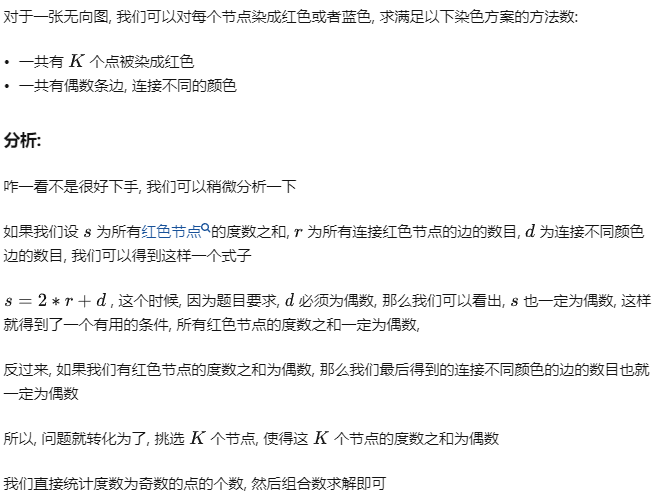 对于一张无向图, 我们可以对每个节点染成红色或者蓝色, 求满足以下染色方案的方法数:
• 一共有 K 个点被染成红色
• 一共有偶数条边, 连接不同的颜色
分析:
咋一看不是很好下手, 我们可以稍微分析一下
如果我们设 s 为所有红色节点的度数之和, r 为所有连接红色节点的边的数目, d 为连接不同颜色
边的数目, 我们可以得到这样一个式子
s = 2 * r + d , 这个时候, 因为题目要求, d 必须为偶数, 那么我们可以看出, s 也一定为偶数, 这样
就得到了一个有用的条件, 所有红色节点的度数之和一定为偶数,
反过来, 如果我们有红色节点的度数之和为偶数, 那么我们最后得到的连接不同颜色的边的数目也就
一定为偶数
所以, 问题就转化为了, 挑选 K 个节点, 使得这 K 个节点的度数之和为偶数
我们直接统计度数为奇数的点的个数, 然后组合数求解即可